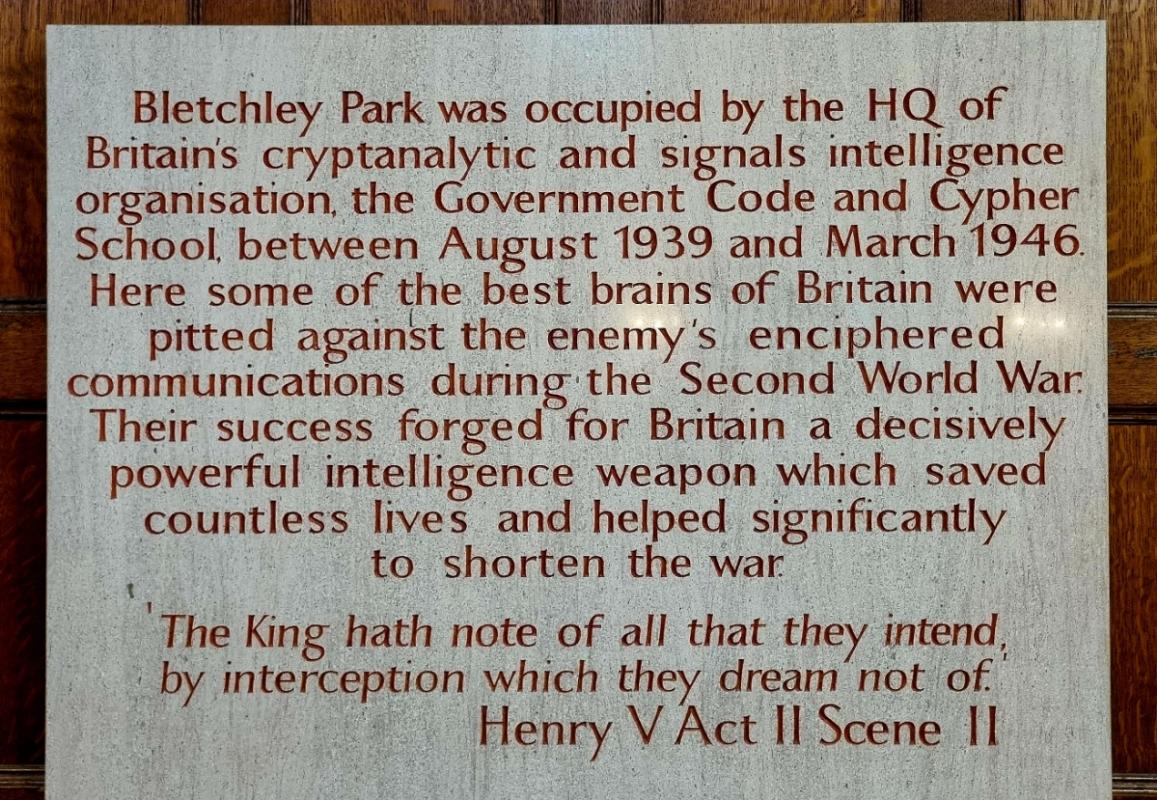 Bletchley Park was occupied by the HQ of
Britain's cryptanalytic and signals intelligence
organisation, the Government Code and Cypher
School, between August 1939 and March 1946.
Here some of the best brains of Britain were
pitted against the enemy's enciphered
communications during the Second World War.
Their success forged for Britain a decisively
powerful intelligence weapon which saved
countless lives and helped significantly
to shorten the war.
'The King hath note of all that they intend,
by interception which they dream not of.'
Henry V Act II Scene II